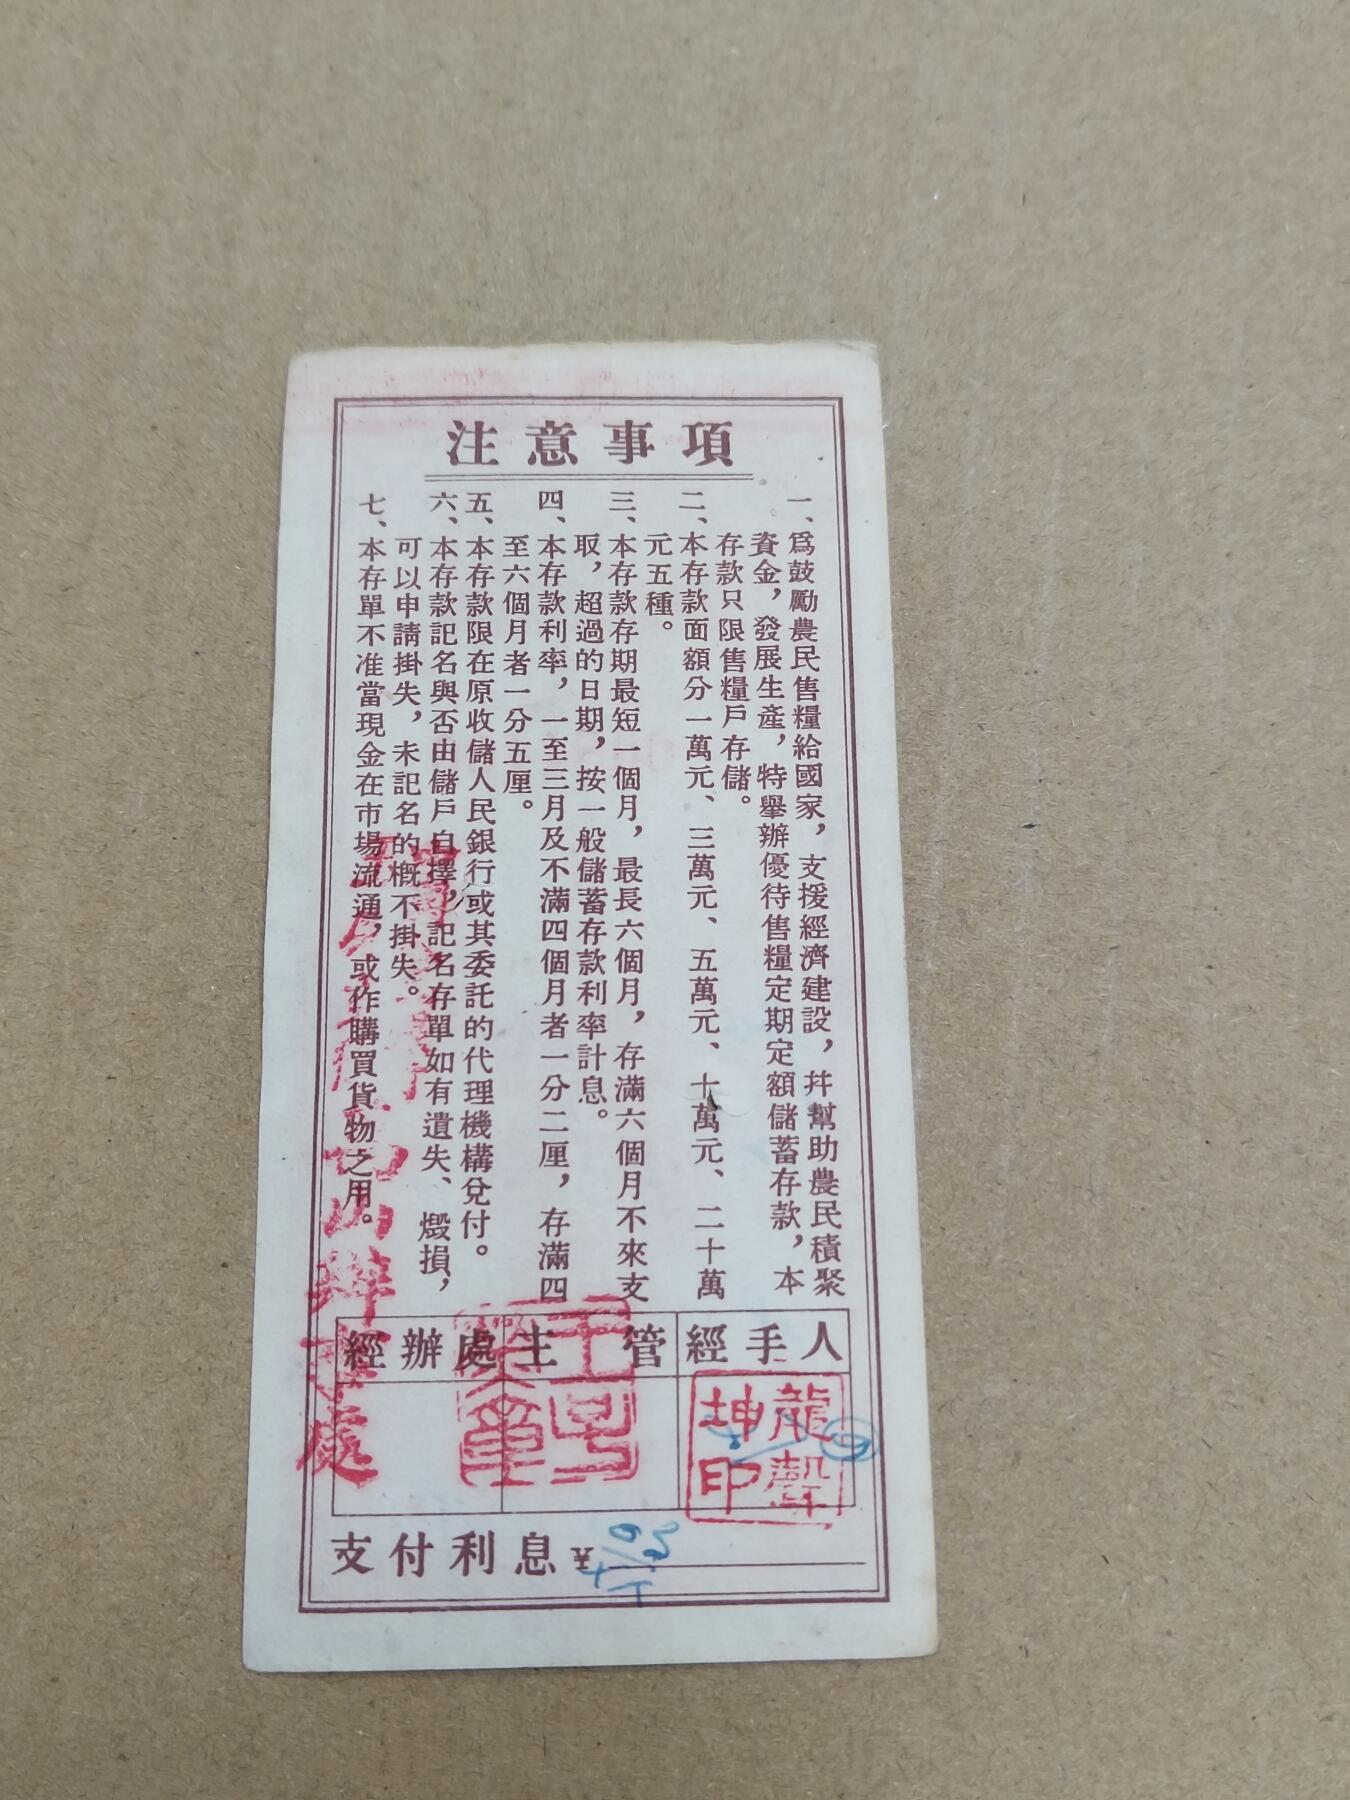 注意事項
一、爲鼓勵農民售糧給國家，支援經濟建設，幷幫助農民積聚
資金，發展生產，特舉辦優待售糧定期定額儲蓄存款，本
存款只限售糧戶存儲。
二、本存款面額分一萬元、三萬元、五萬元、十萬元、二十萬
元五種。
三、本存款存期最短一個月，最長六個月，存滿六個月不來支
取，超過的日期，按一般儲蓄存款利率計息。
四、本存款利率，一至三月及不滿四個月者一分二厘，存滿四
至六個月者一分五厘。
五、本存款限在原收儲人民銀行或其委託的代理機構兌付。
六、本存款記名與否由儲戶自擇，記名存單如有遺失、燬損，
可以申請掛失，未記名的概不掛失。
七、本存單不准當現金在市場流通，或作購買貨物之用。
經辦處 主管 經手人
龍聲
坤印
支付利息¥